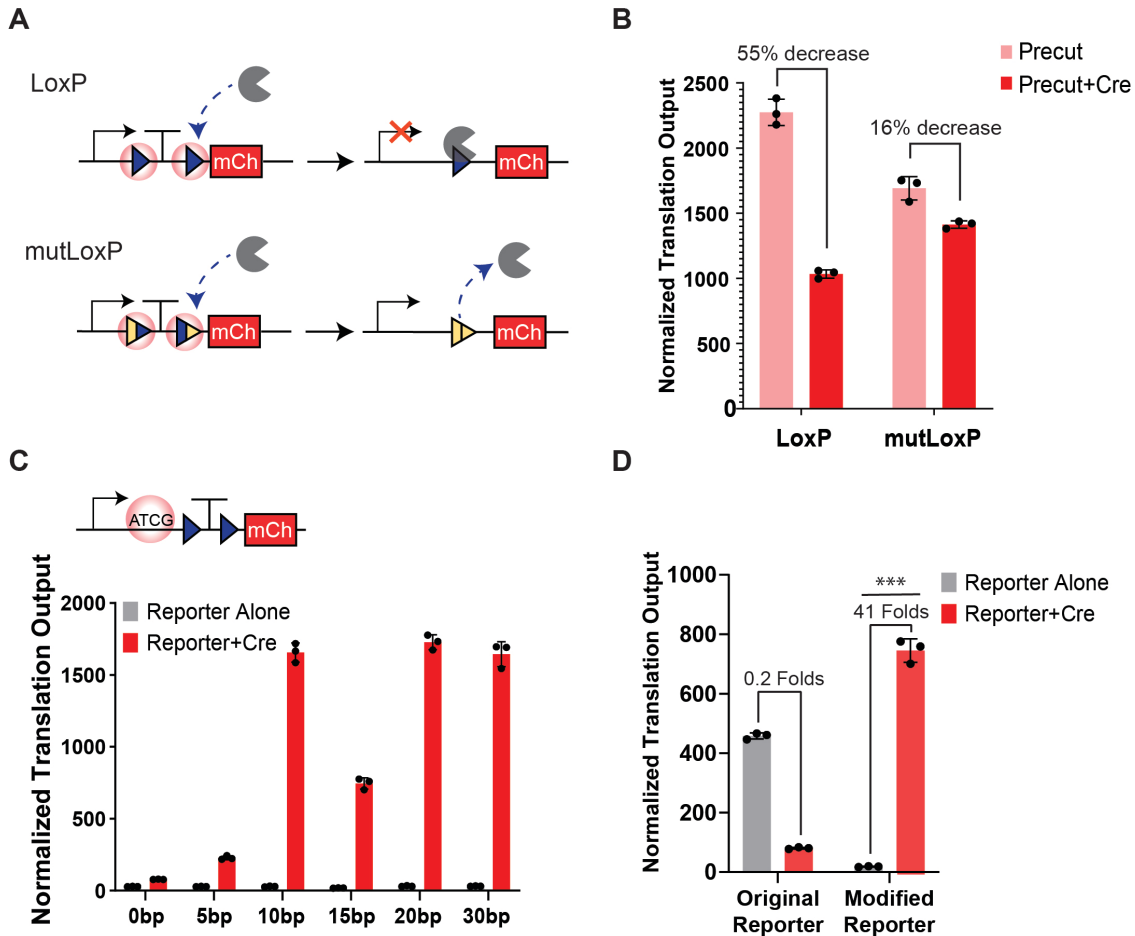 A
LoxP
mCh
mCh
mutLoxP
mCh
mCh
B
Precut
Precut+Cre
55% decrease
16% decrease
Normalized Translation Output
2500
2000
1500
1000
500
0
LoxP
mutLoxP
C
ATCG
mCh
Normalized Translation Output
Reporter Alone
Reporter+Cre
2000
1500
1000
500
0
0bp
5bp
10bp
15bp
20bp
30bp
D
Reporter Alone
Reporter+Cre
***
41 Folds
0.2 Folds
Normalized Translation Output
1000
800
600
400
200
0
Original
Reporter
Modified
Reporter